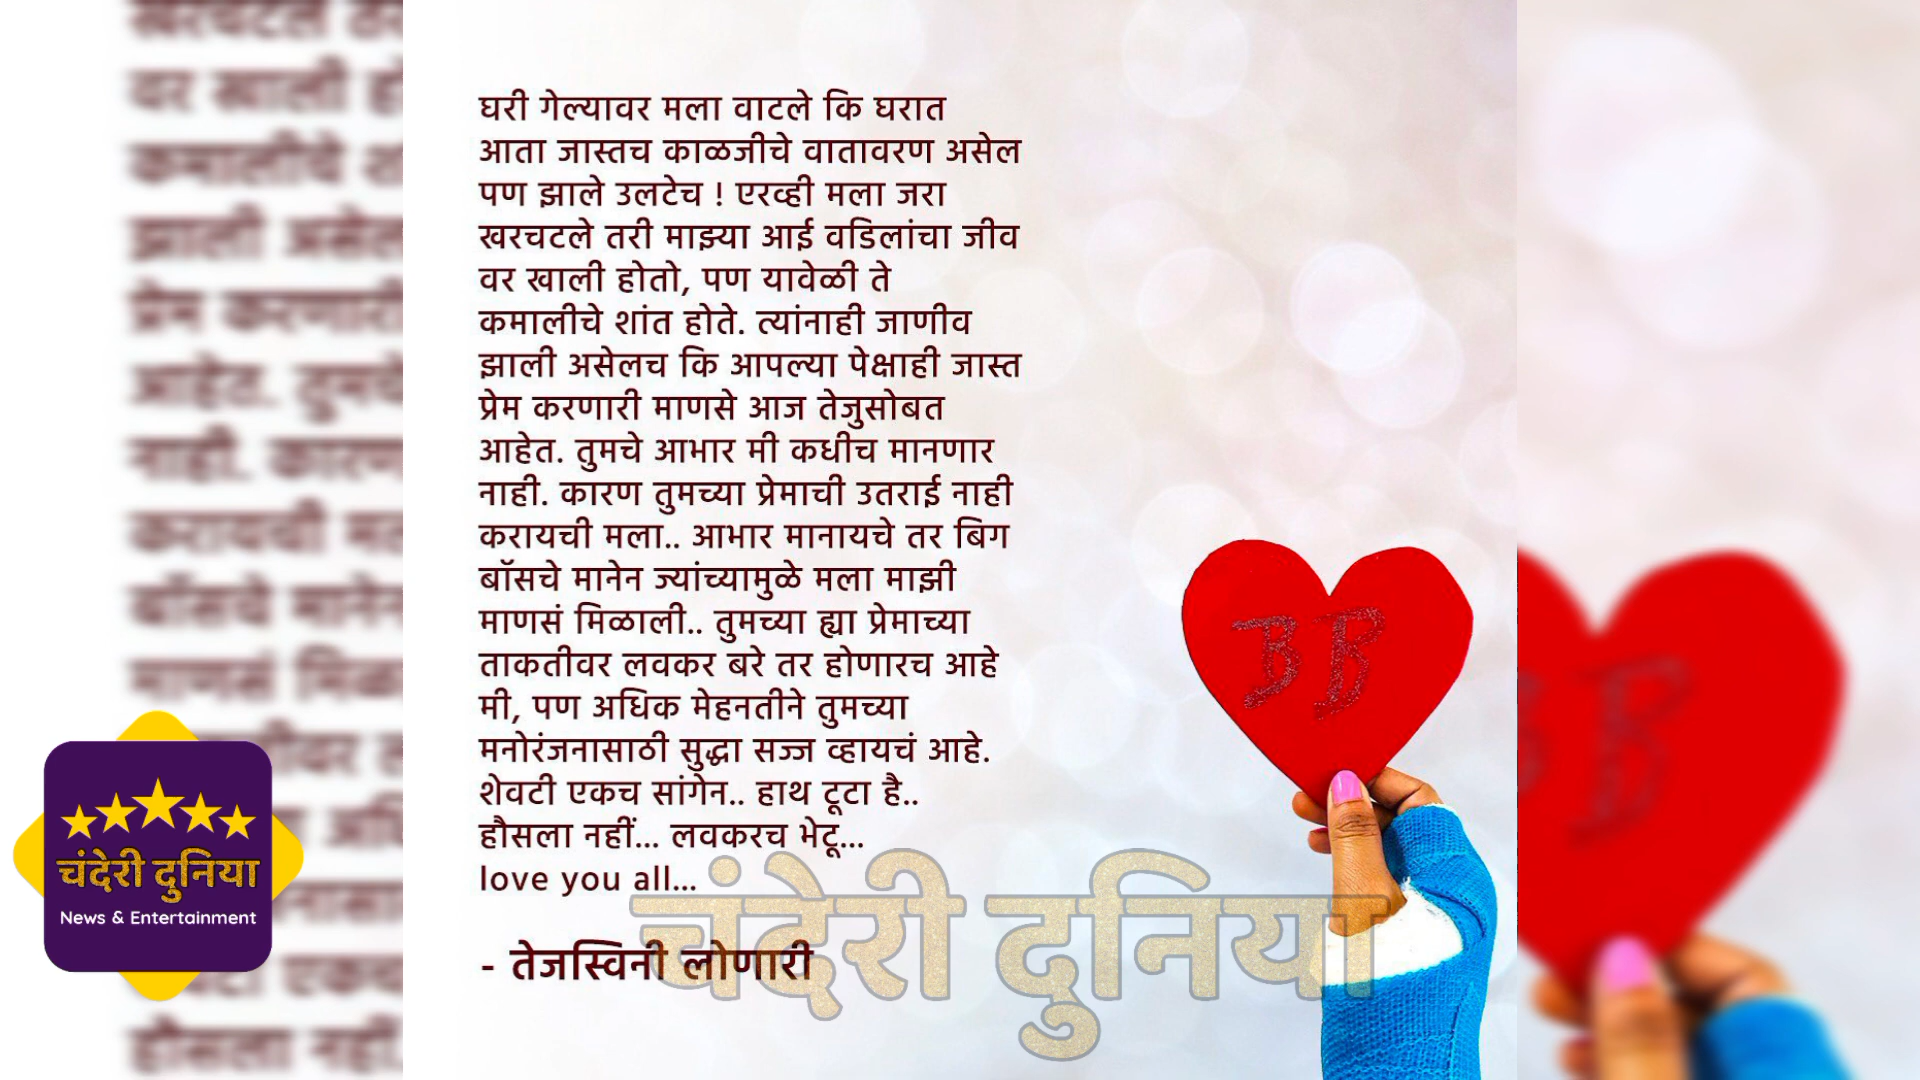 घरी गेल्यावर मला वाटले कि घरात
आता जास्तच काळजीचे वातावरण असेल
पण झाले उलटेच ! एरव्ही मला जरा
खरचटले तरी माझ्या आई वडिलांचा जीव
वर खाली होतो, पण यावेळी ते
कमालीचे शांत होते. त्यांनाही जाणीव
झाली असेलच कि आपल्या पेक्षाही जास्त
प्रेम करणारी माणसे आज तेजुसोबत
आहेत. तुमचे आभार मी कधीच मानणार
नाही. कारण तुमच्या प्रेमाची उतराई नाही
करायची मला.. आभार मानायचे तर बिग
बॉसचे मानेन ज्यांच्यामुळे मला माझी
माणसं मिळाली.. तुमच्या ह्या प्रेमाच्या
ताकतीवर लवकर बरे तर होणारच आहे
मी, पण अधिक मेहनतीने तुमच्या
मनोरंजनासाठी सुद्धा सज्ज व्हायचं आहे.
शेवटी एकच सांगेन.. हाथ टूटा है..
हौसला नहीं... लवकरच भेटू...
love you all...
- तेजस्विनी लोणारी
BB
चंदेरी दुनिया
चंदेरी दुनिया
News & Entertainment